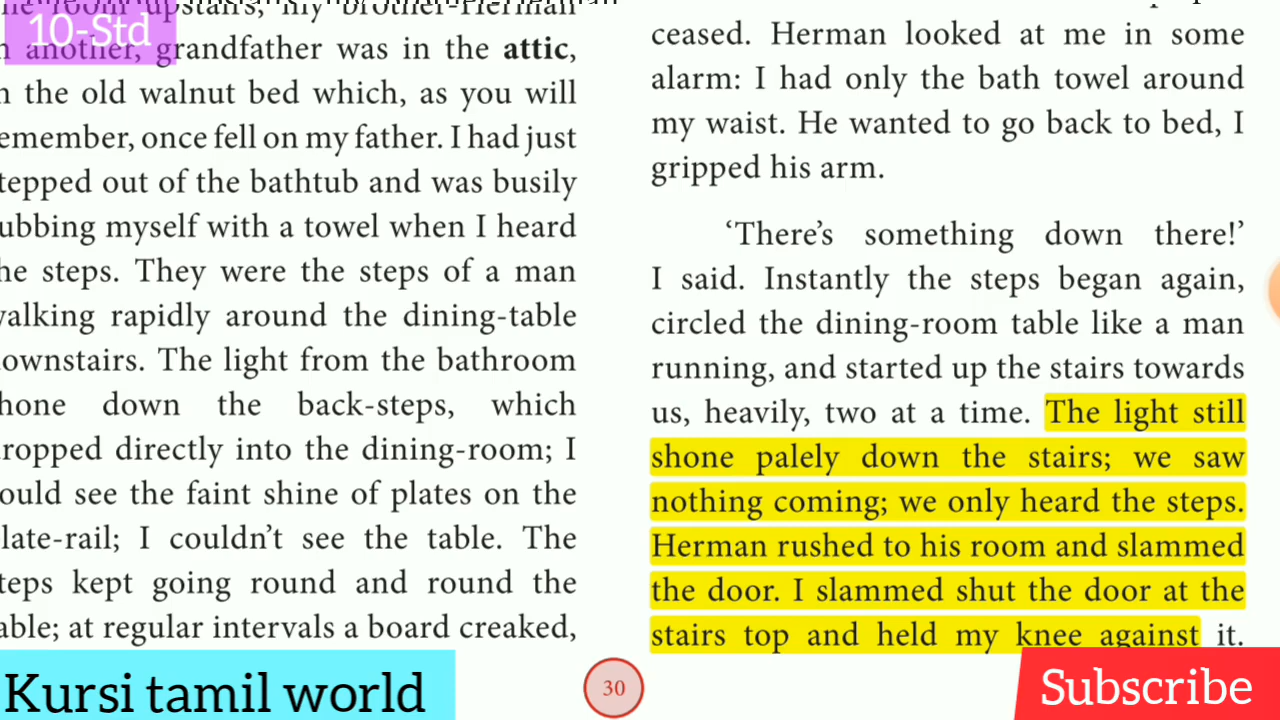 10-Std
upstairs, my brother Herman
another, grandfather was in the attic,
the old walnut bed which, as you will
emember, once fell on my father. I had just
tepped out of the bathtub and was busily
ubbing myself with a towel when I heard
he steps. They were the steps of a man
alking rapidly around the dining-table
ownstairs. The light from the bathroom
hone down the back-steps, which
ropped directly into the dining-room; I
ould see the faint shine of plates on the
late-rail; I couldn't see the table. The
teps kept going round and round the
able; at regular intervals a board creaked,
ceased. Herman looked at me in some
alarm: I had only the bath towel around
my waist. He wanted to go back to bed, I
gripped his arm.
‘There's something down there!’
I said. Instantly the steps began again,
circled the dining-room table like a man
running, and started up the stairs towards
us, heavily, two at a time. The light still
shone palely down the stairs; we saw
nothing coming; we only heard the steps.
Herman rushed to his room and slammed
the door. I slammed shut the door at the
stairs top and held my knee against it.
Kursi tamil world
30
Subscribe